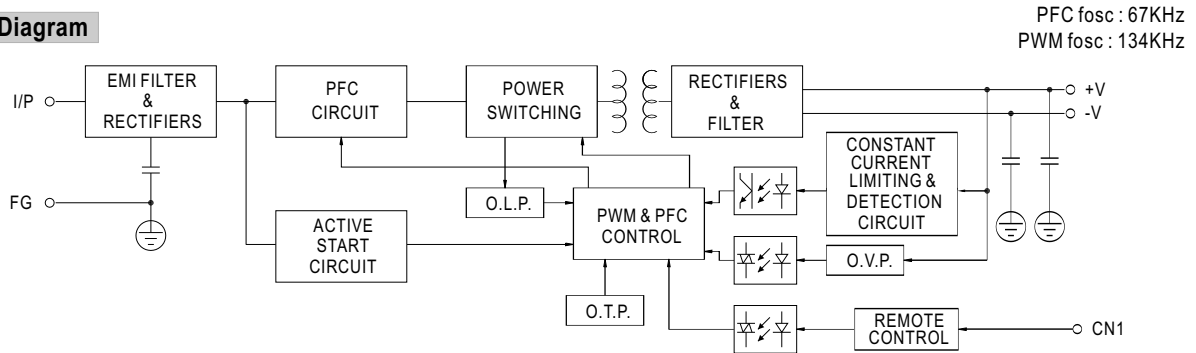 Diagram
PFC fosc : 67KHz
PWM fosc : 134KHz
I/P
EMI FILTER
&
RECTIFIERS
PFC
CIRCUIT
POWER
SWITCHING
RECTIFIERS
&
FILTER
+V
-V
FG
ACTIVE
START
CIRCUIT
O.L.P.
PWM & PFC
CONTROL
O.T.P.
CONSTANT
CURRENT
LIMITING &
DETECTION
CIRCUIT
O.V.P.
REMOTE
CONTROL
CN1